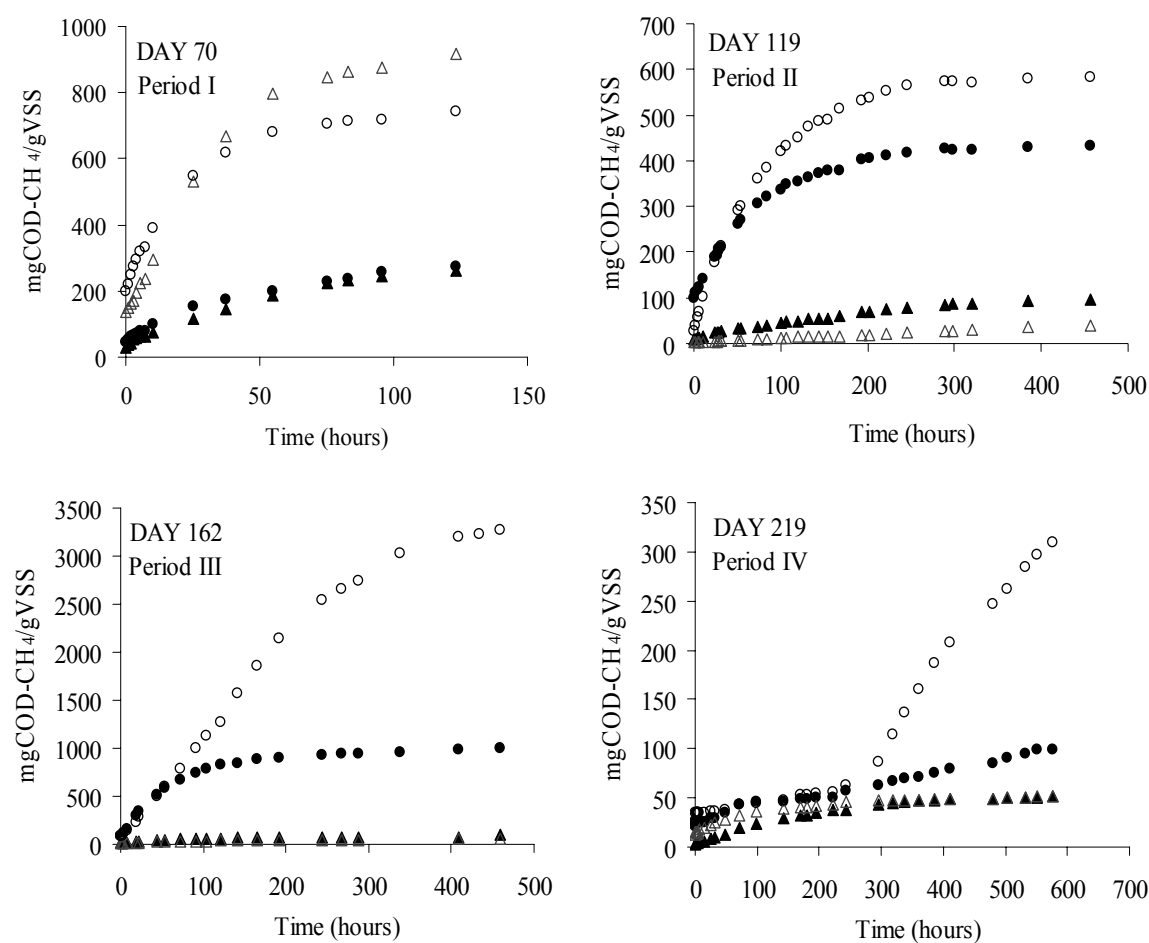 DAY 70
Period I
mgCOD-CH4/gVSS
1000
800
600
400
200
0
0 50 100 150
Time (hours)
DAY 119
Period II
mgCOD-CH4/gVSS
700
600
500
400
300
200
100
0
0 100 200 300 400 500
Time (hours)
DAY 162
Period III
mgCOD-CH4/gVSS
3500
3000
2500
2000
1500
1000
500
0
0 100 200 300 400 500
Time (hours)
DAY 219
Period IV
mgCOD-CH4/gVSS
350
300
250
200
150
100
50
0
0 100 200 300 400 500 600 700
Time (hours)